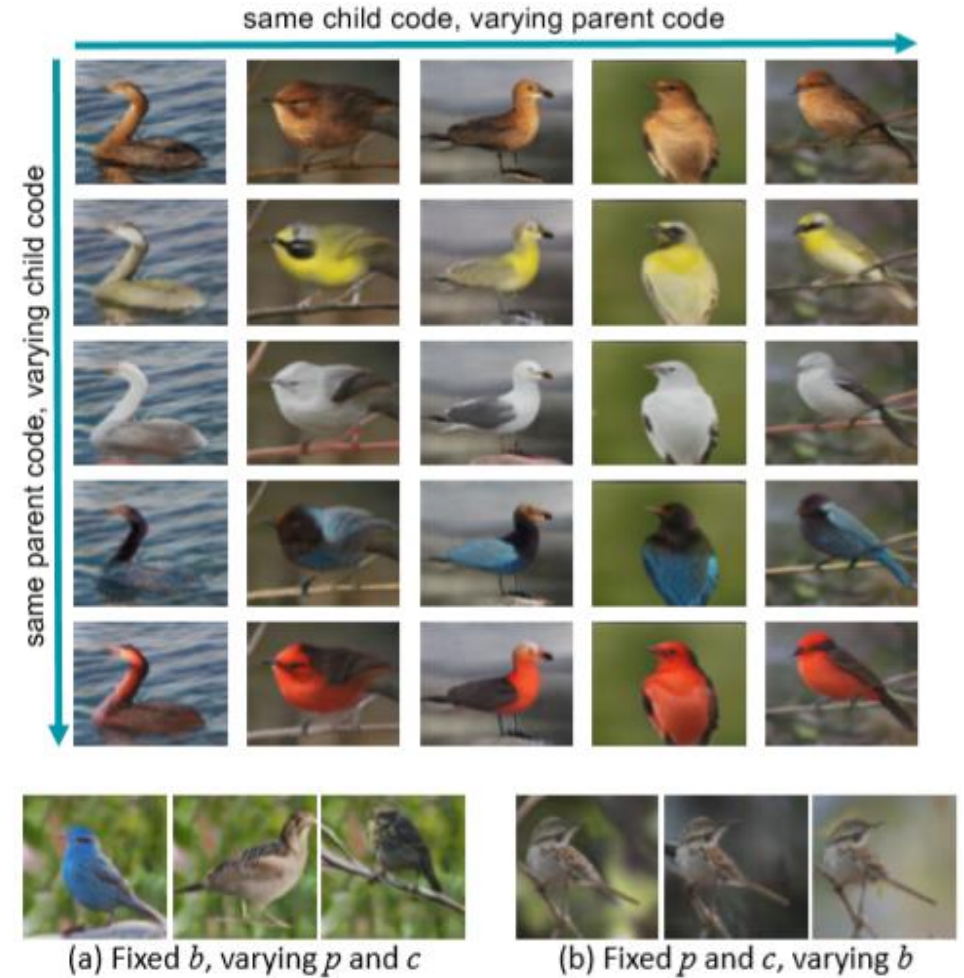 same child code, varying parent code
same parent code, varying child code
(a) Fixed b, varying p and c
(b) Fixed p and c, varying b